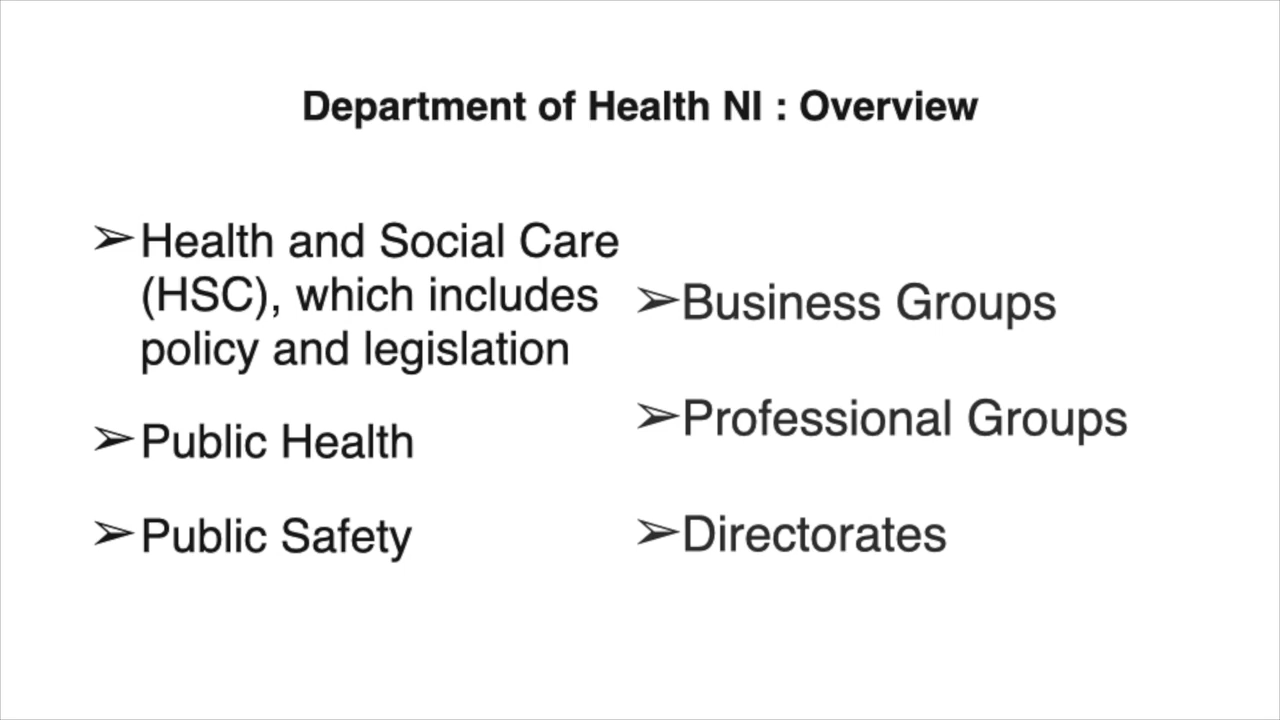 Department of Health NI : Overview
➢Health and Social Care
(HSC), which includes
policy and legislation
➢Public Health
➢Public Safety
➢Business Groups
➢Professional Groups
➢Directorates